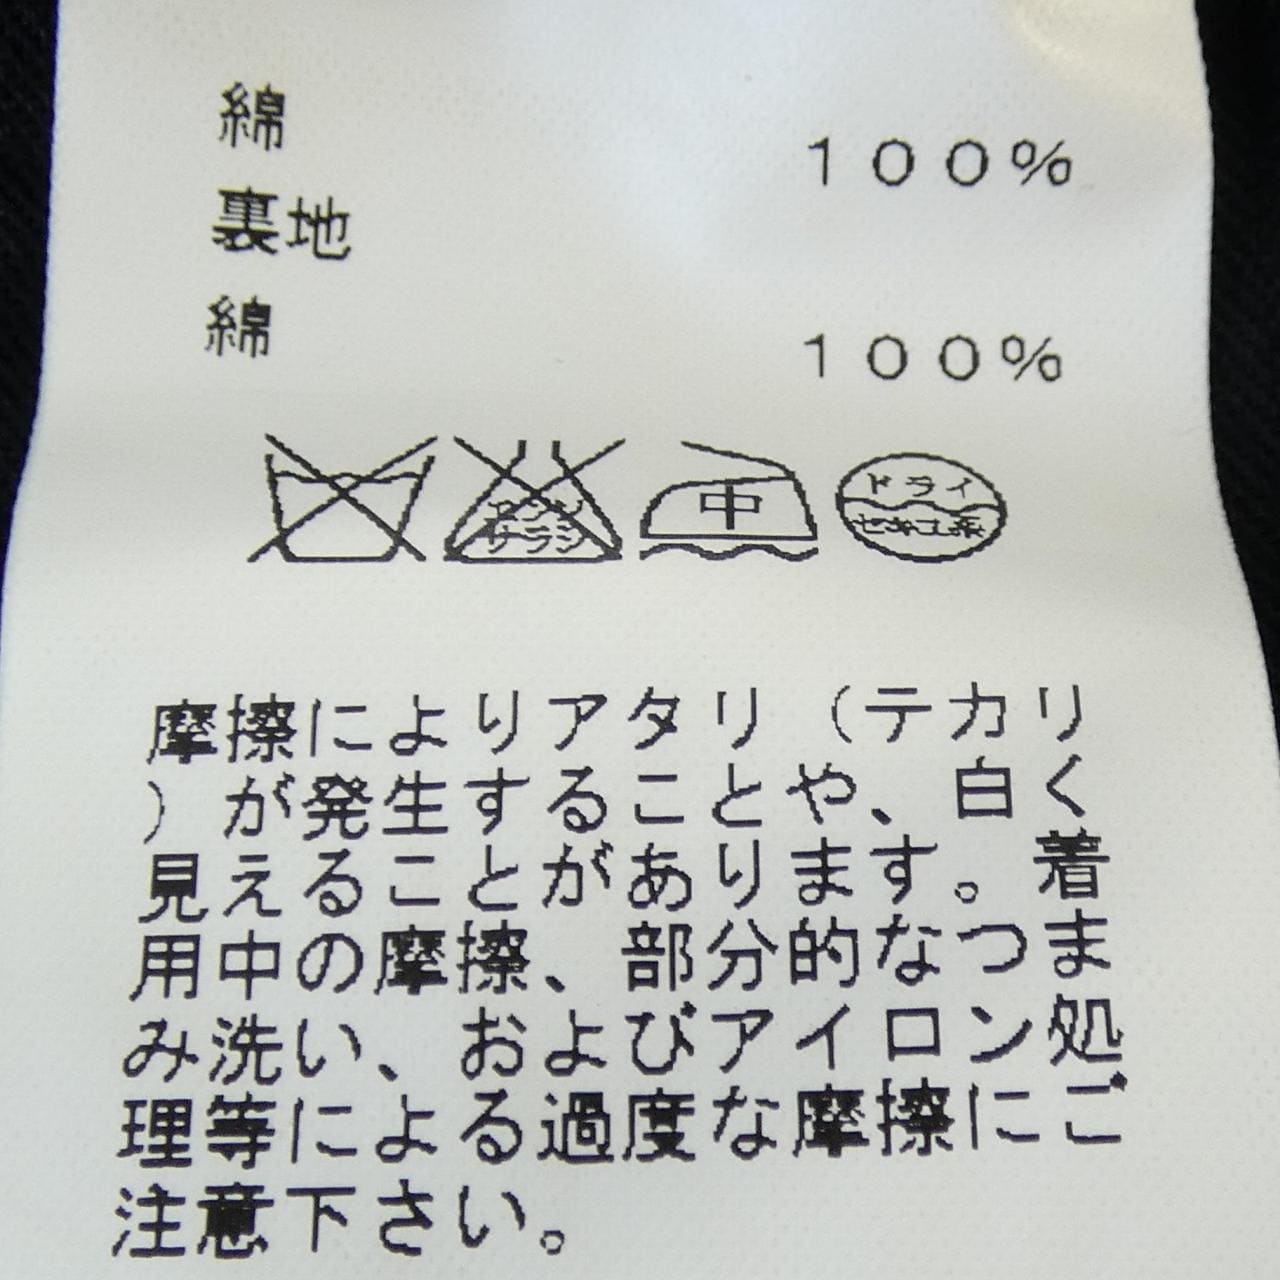 綿 １００％
裏地
綿 １００％
エンソ サラシ 中 ドライ
セキユ系
摩擦によりアタリ（テカリ
）が発生することや、白く
見えることがあります。着
用中の摩擦、部分的なつま
み洗い、およびアイロン処
理等による過度な摩擦にご
注意下さい。